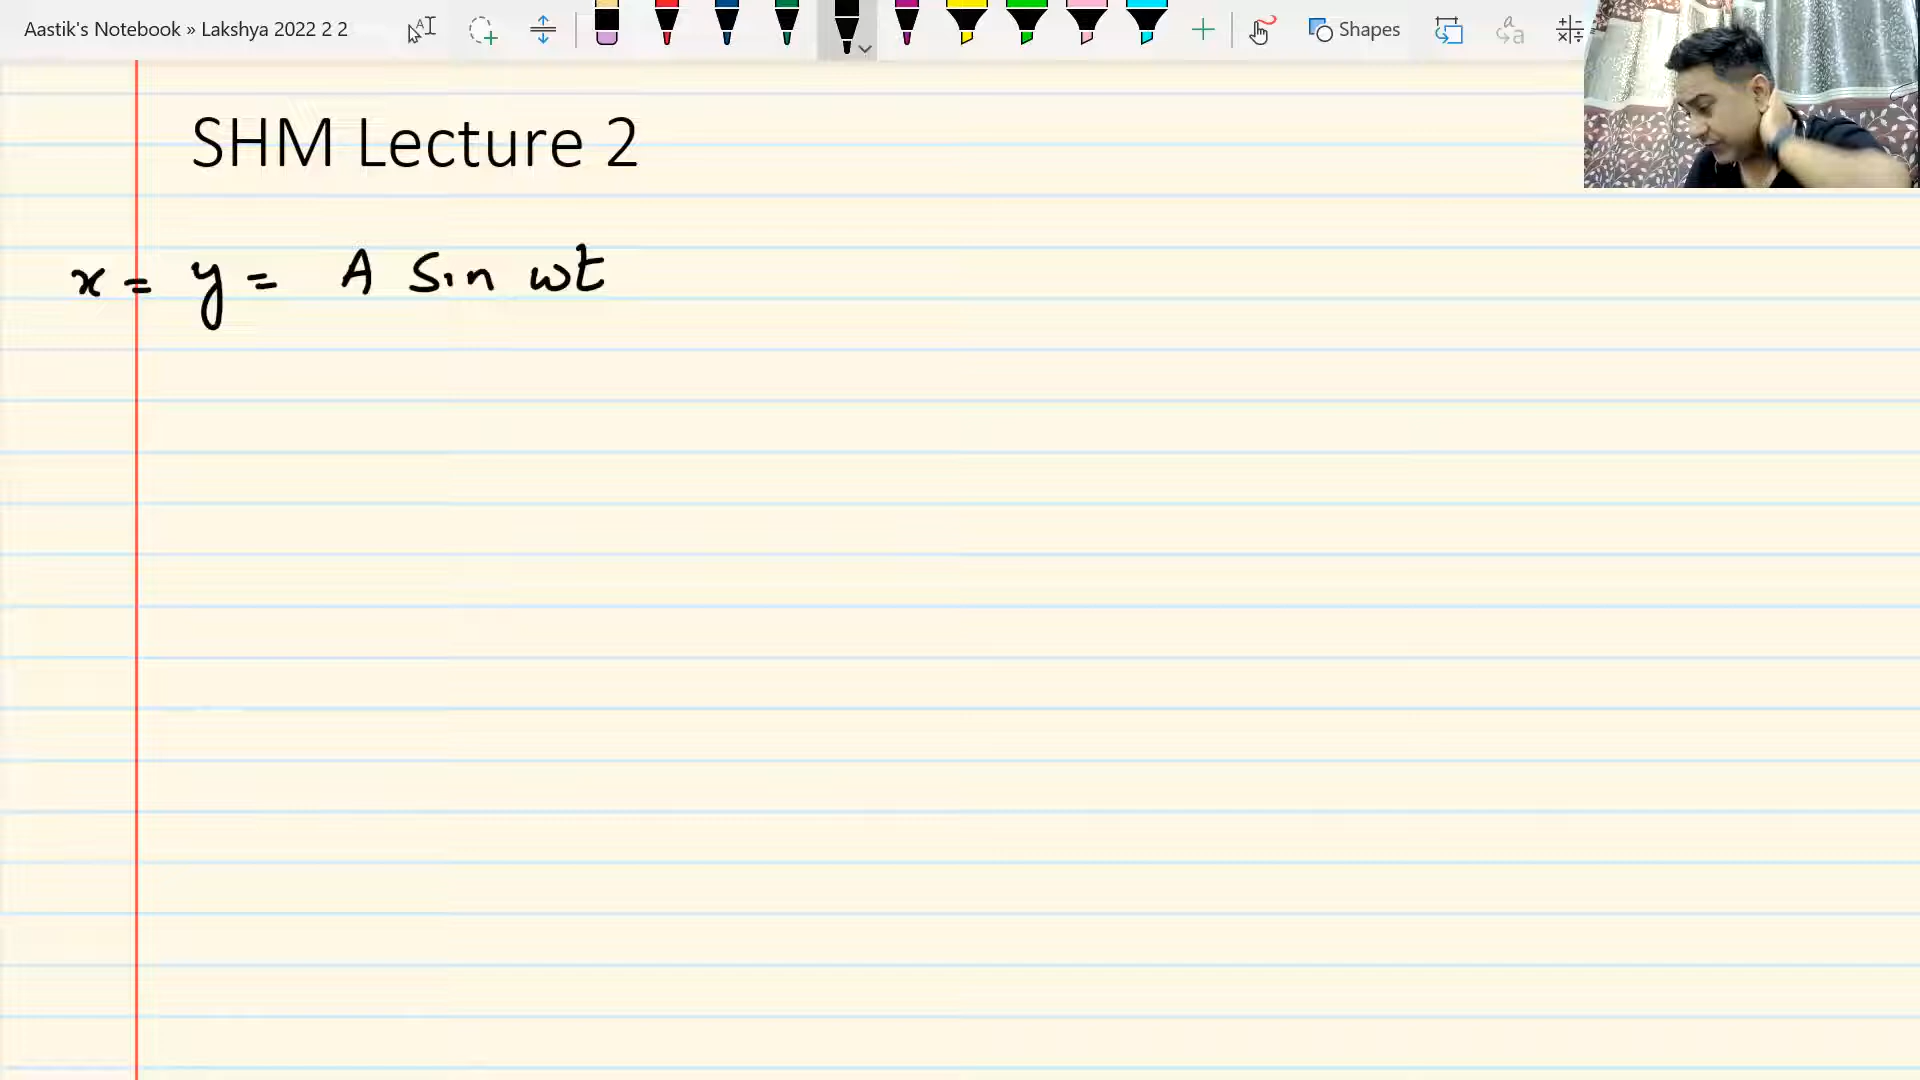 Aastik's Notebook » Lakshya 2022 2 2
Shapes
SHM Lecture 2
x = y = A Sin ωt